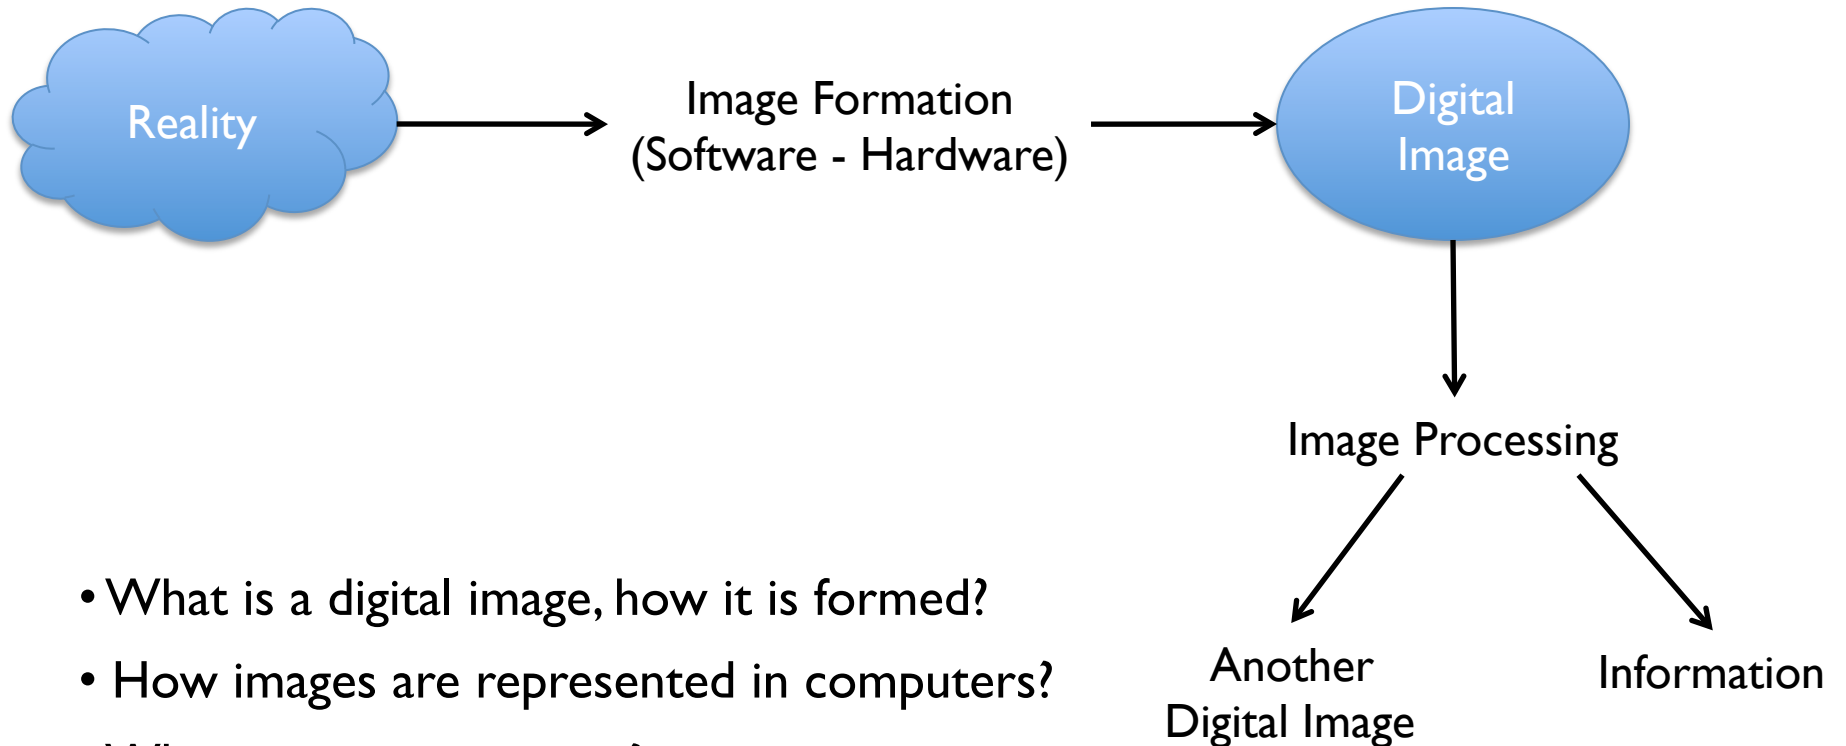 Reality
Image Formation
(Software - Hardware)
Digital
Image
Image Processing
• What is a digital image, how it is formed?
• How images are represented in computers?
Another
Digital Image
Information